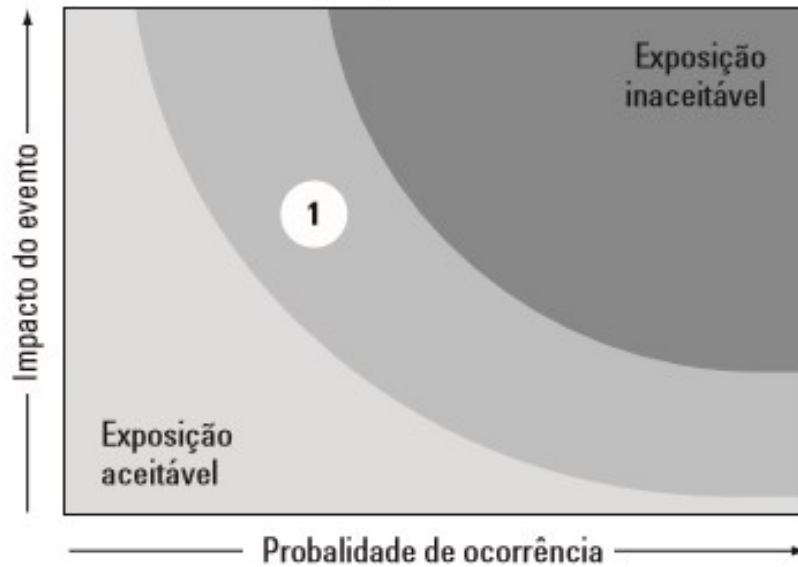 Exposição
inaceitável
Impacto do evento
1
Exposição
aceitável
Probalidade de ocorrência